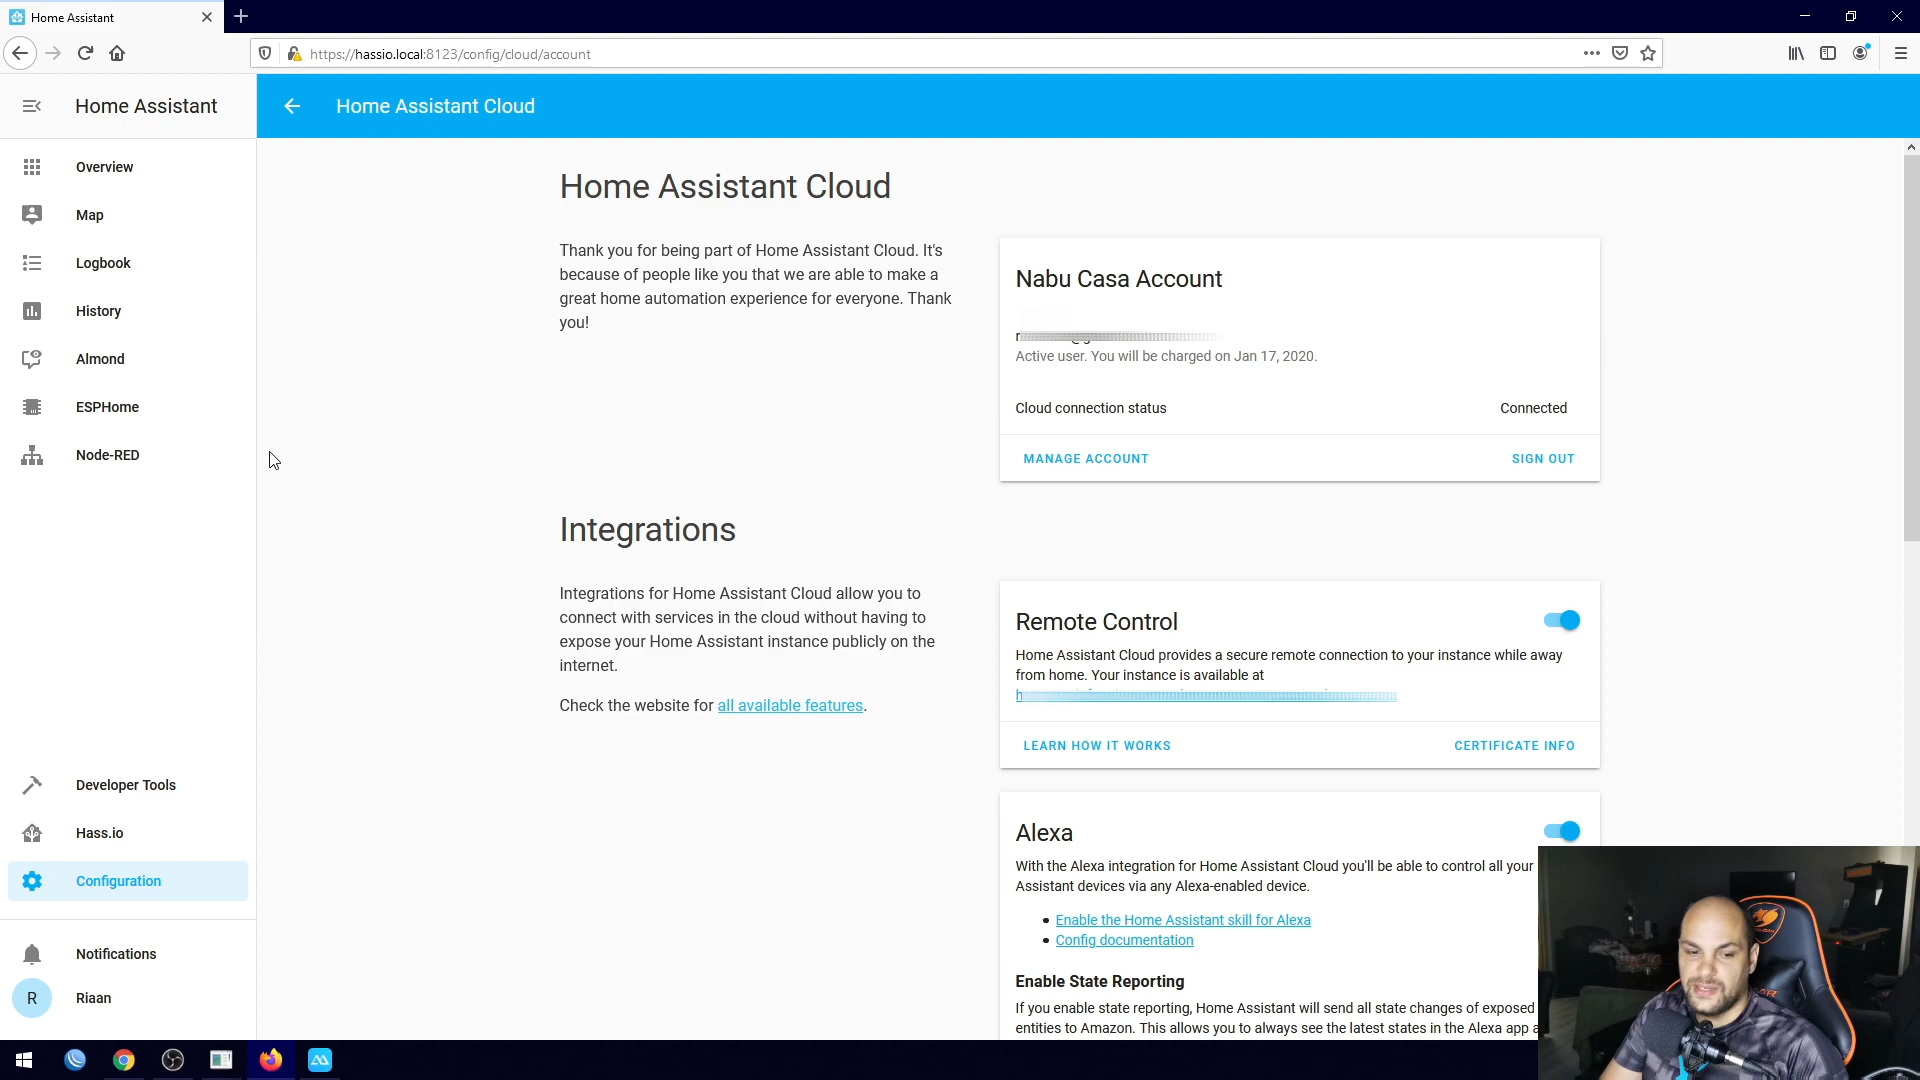 Home Assistant
https://hassio.local:8123/config/cloud/account
Home Assistant
Home Assistant Cloud
Overview
Map
Logbook
History
Almond
ESPHome
Node-RED
Developer Tools
Hass.io
Configuration
Notifications
R
Riaan
Home Assistant Cloud
Thank you for being part of Home Assistant Cloud. It's
because of people like you that we are able to make a
great home automation experience for everyone. Thank
you!
Nabu Casa Account
Active user. You will be charged on Jan 17, 2020.
Cloud connection status
Connected
MANAGE ACCOUNT
SIGN OUT
Integrations
Integrations for Home Assistant Cloud allow you to
connect with services in the cloud without having to
expose your Home Assistant instance publicly on the
internet.
Check the website for all available features.
Remote Control
Home Assistant Cloud provides a secure remote connection to your instance while away
from home. Your instance is available at
LEARN HOW IT WORKS
CERTIFICATE INFO
Alexa
With the Alexa integration for Home Assistant Cloud you'll be able to control all your
Assistant devices via any Alexa-enabled device.
Enable the Home Assistant skill for Alexa
Config documentation
Enable State Reporting
If you enable state reporting, Home Assistant will send all state changes of exposed
entities to Amazon. This allows you to always see the latest states in the Alexa app a